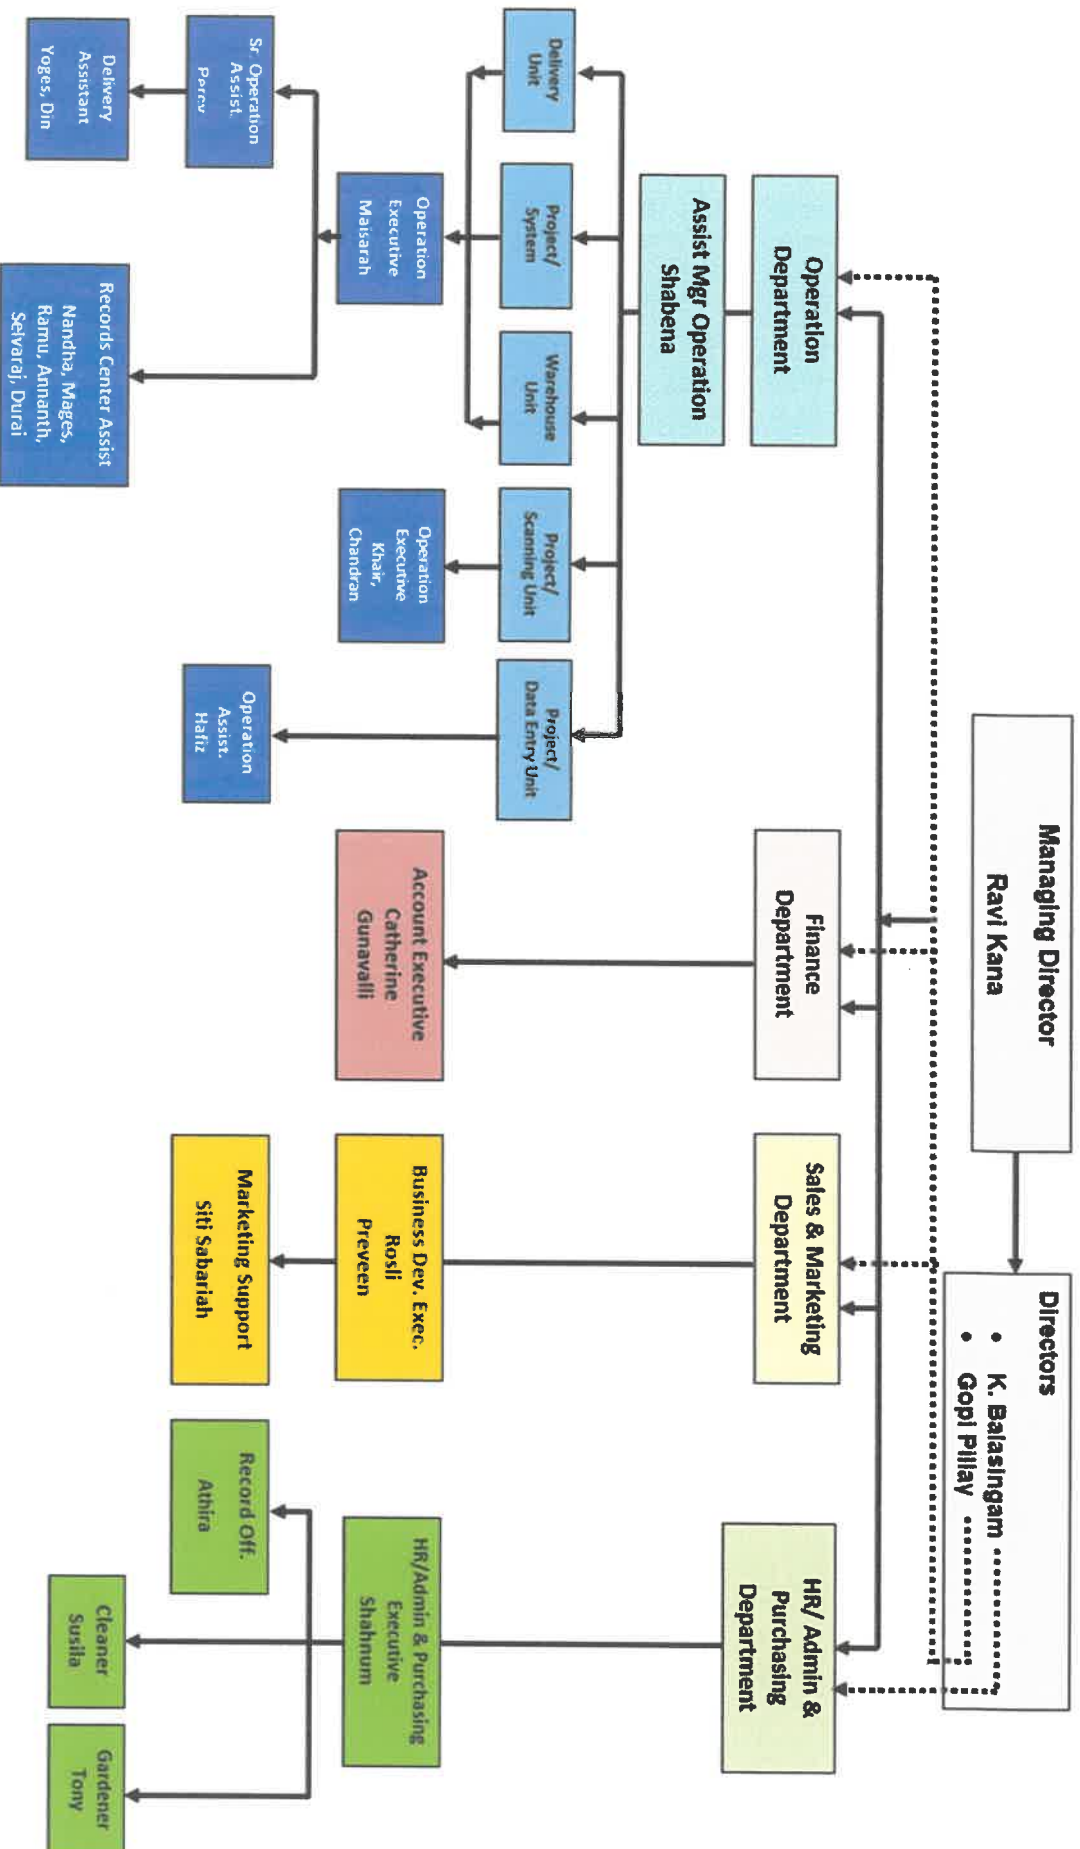 Managing Director
Ravi Kana
Directors
• K. Balasingam
• Gopi Pillay
Operation
Department
Finance
Department
Sales & Marketing
Department
HR/ Admin &
Purchasing
Department
Assist Mgr Operation
Shabena
Delivery
Unit
Project/
System
Warehouse
Unit
Project/
Scanning Unit
Project/
Data Entry Unit
Operation
Executive
Maisarah
Operation
Executive
Khair,
Chandran
Account Executive
Catherine
Gunavalli
Business Dev. Exec.
Rosli
Preveen
HR/Admin & Purchasing
Executive
Shahnum
Sr. Operation
Assist.
Percy
Operation
Assist.
Hafiz
Marketing Support
Siti Sabariah
Record Off.
Athira
Delivery
Assistant
Yoges, Din
Records Center Assist
Nandha, Mages,
Ramu, Annanth,
Selvaraj, Durai
Cleaner
Susila
Gardener
Tony